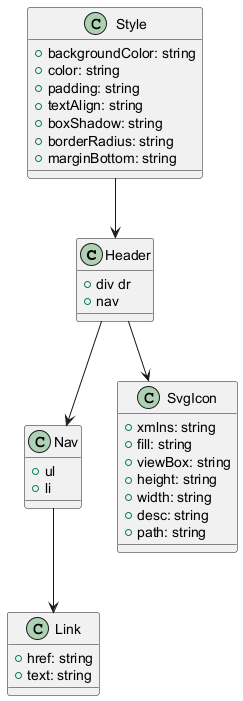 C Style
backgroundColor: string
color: string
padding: string
textAlign: string
boxShadow: string
borderRadius: string
marginBottom: string
C Header
div dr
nav
C Nav
ul
li
C SvgIcon
xmlns: string
fill: string
viewBox: string
height: string
width: string
desc: string
path: string
C Link
href: string
text: string